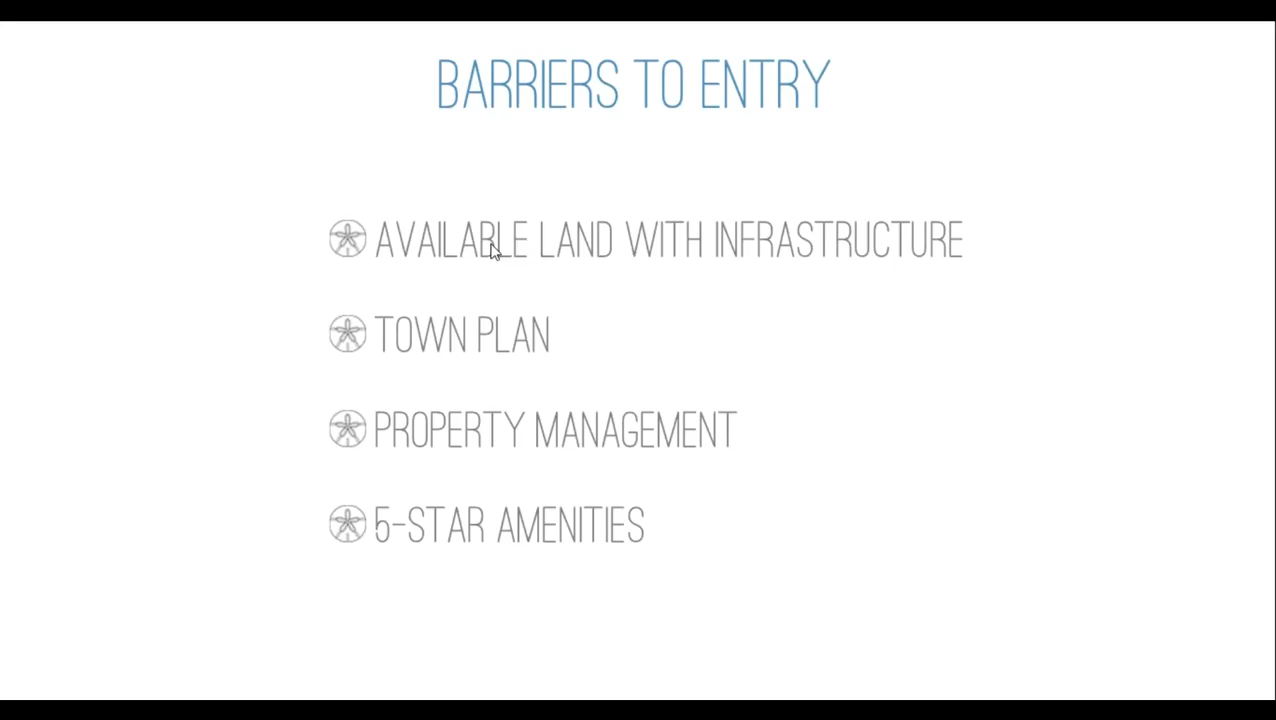 BARRIERS TO ENTRY
AVAILABLE LAND WITH INFRASTRUCTURE
TOWN PLAN
PROPERTY MANAGEMENT
5-STAR AMENITIES